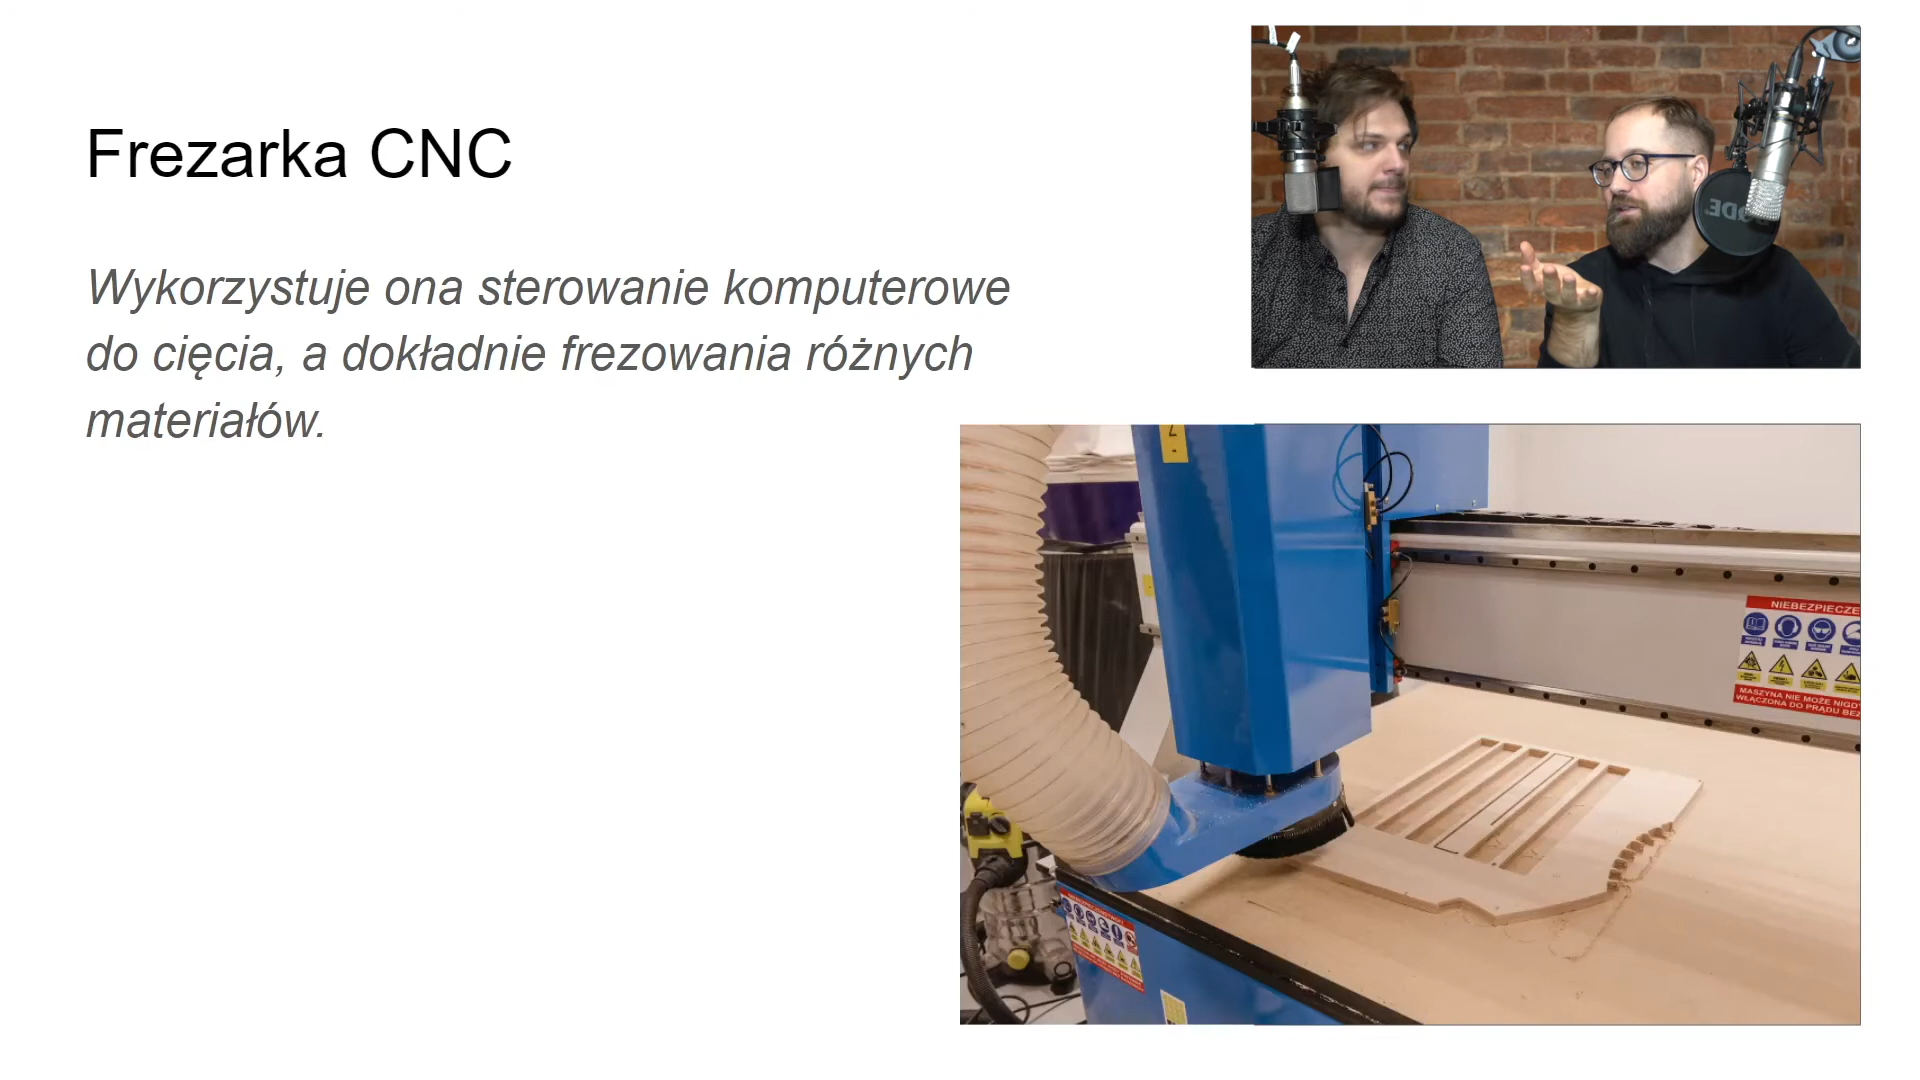 Frezarka CNC
Wykorzystuje ona sterowanie komputerowe
do cięcia, a dokładnie frezowania różnych
materiałów.
NIEBEZPIECZE
MASZYNA NIE MOŻE NIGD
WŁĄCZONA DO PRĄDU BEZ